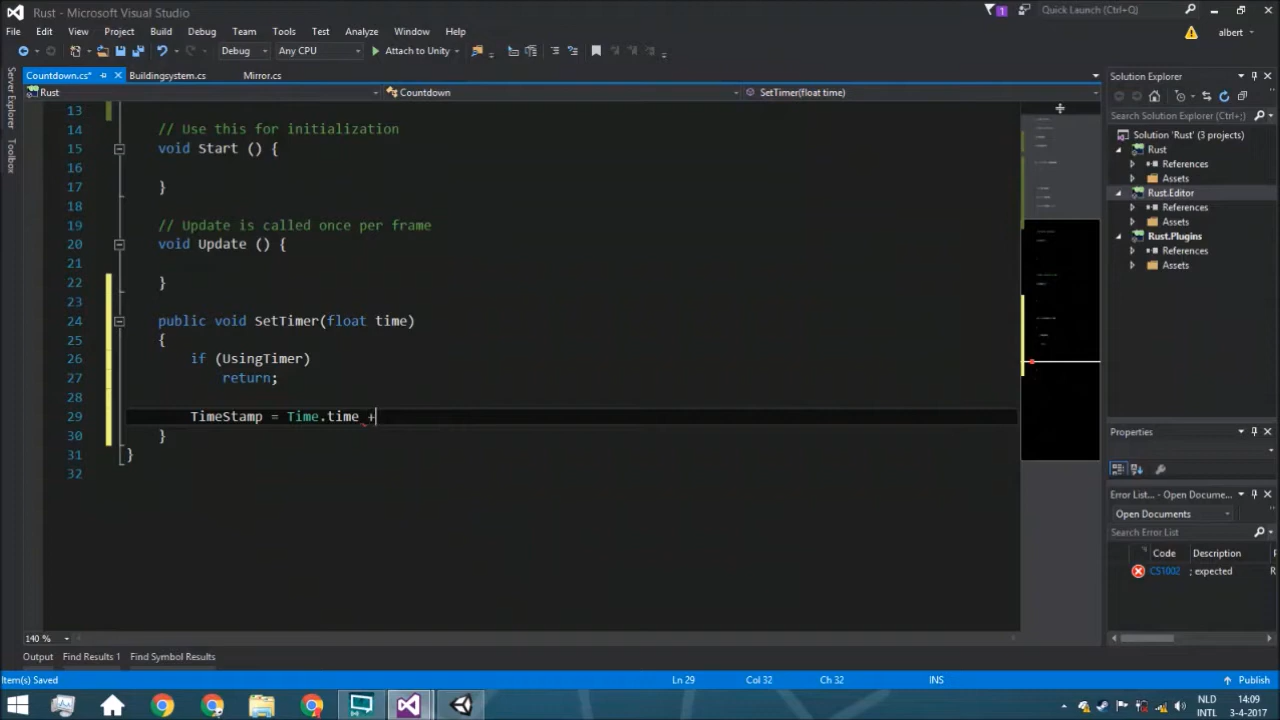 Rust - Microsoft Visual Studio
1
Quick Launch (Ctrl+Q)
File Edit View Project Build Debug Team Tools Test Analyze Window Help
albert
Debug Any CPU Attach to Unity
Server Explorer
Toolbox
Countdown.cs* Buildingsystem.cs Mirror.cs
Rust Countdown SetTimer(float time)
13
14 // Use this for initialization
15 void Start () {
16
17 }
18
19 // Update is called once per frame
20 void Update () {
21
22 }
23
24 public void SetTimer(float time)
25 {
26 if (UsingTimer)
27 return;
28
29 TimeStamp = Time.time +
30 }
31 }
32
Solution Explorer
Search Solution Explorer (Ctrl+;)
Solution 'Rust' (3 projects)
Rust
References
Assets
Rust.Editor
References
Assets
Rust.Plugins
References
Assets
Properties
Error List... - Open Docume...
Open Documents
Search Error List
Code Description
CS1002 ; expected R
140 %
Output Find Results 1 Find Symbol Results
Item(s) Saved Ln 29 Col 32 Ch 32 INS Publish
NLD 14:09
INTL 3-4-2017